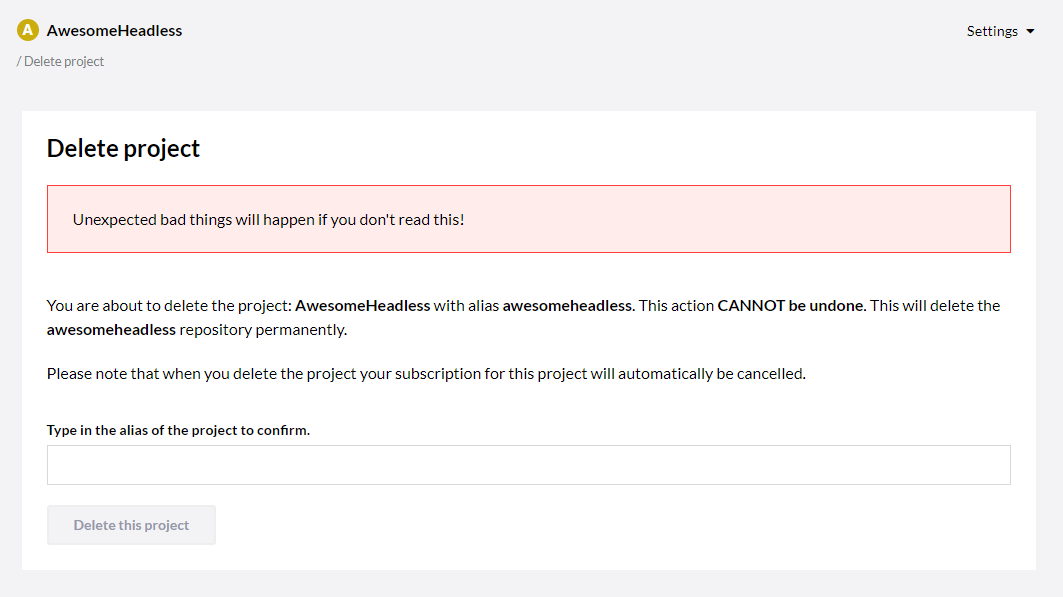 A AwesomeHeadless
Settings
/ Delete project
Delete project
Unexpected bad things will happen if you don't read this!
You are about to delete the project: AwesomeHeadless with alias awesomeheadless. This action CANNOT be undone. This will delete the
awesomeheadless repository permanently.
Please note that when you delete the project your subscription for this project will automatically be cancelled.
Type in the alias of the project to confirm.
Delete this project